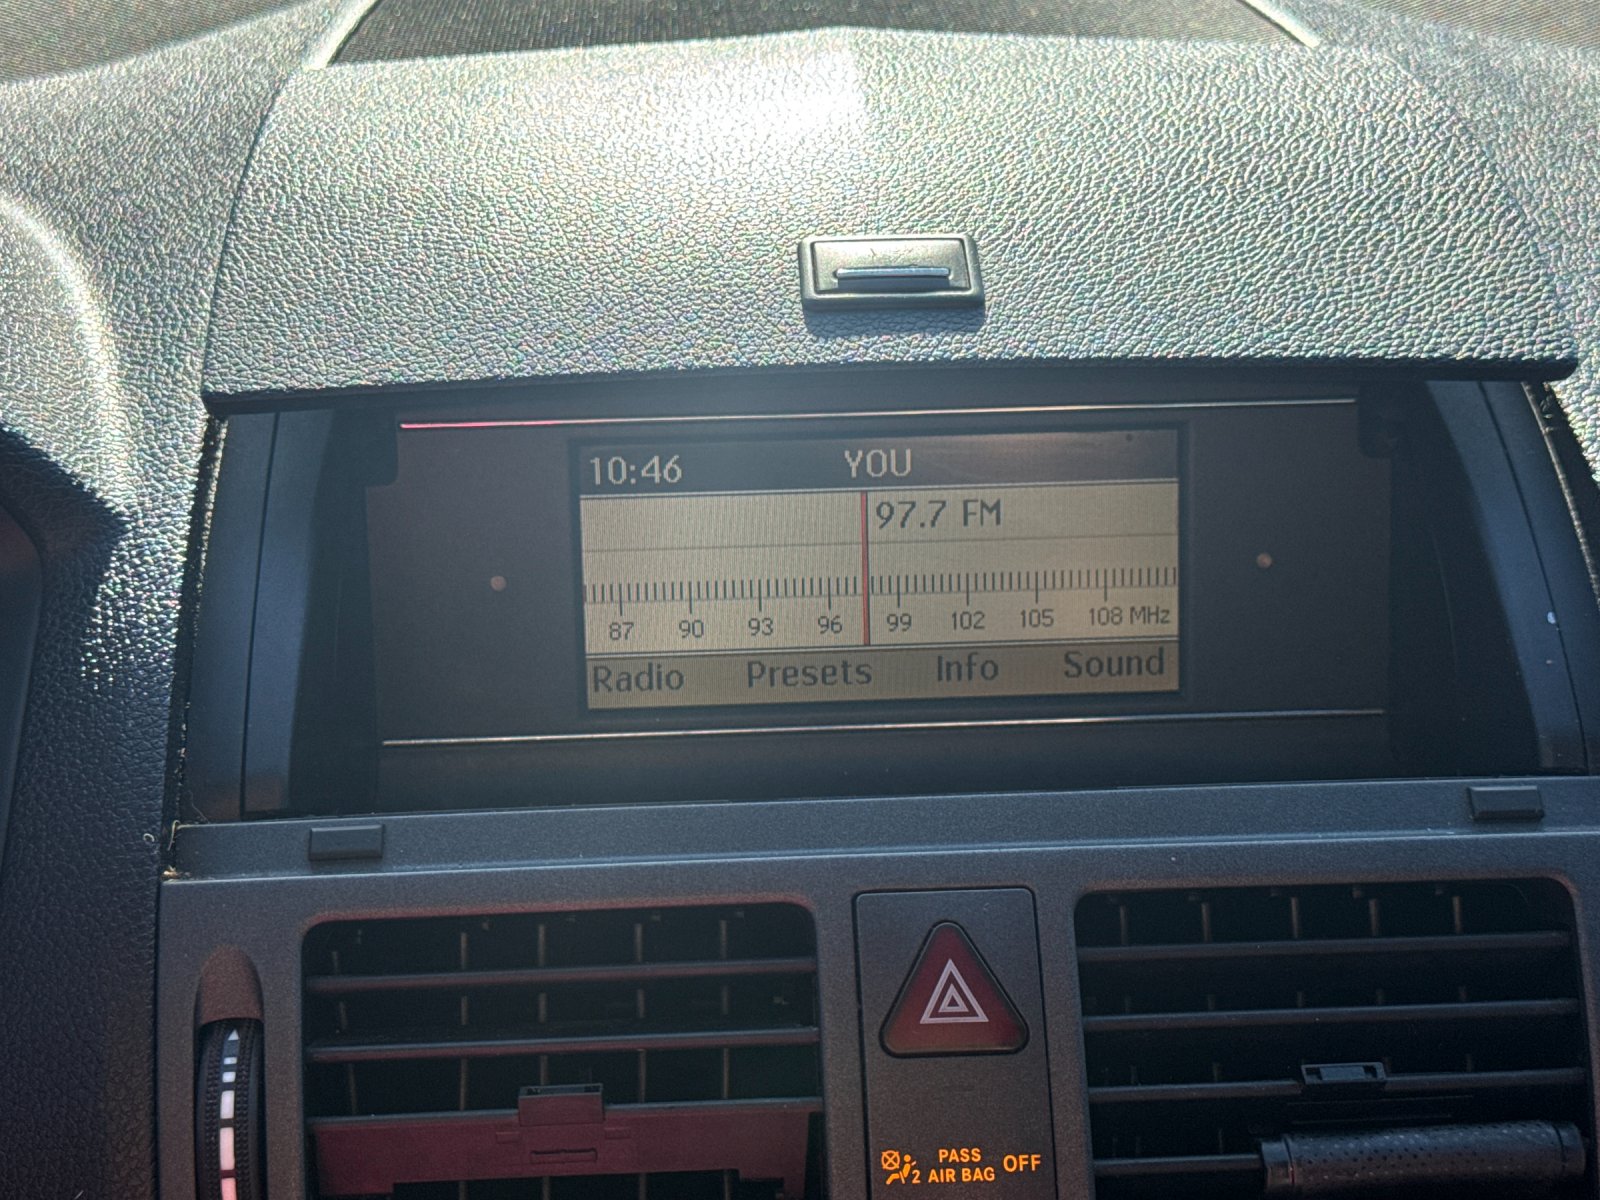 10:46 YOU
97.7 FM
87 90 93 96 99 102 105 108 MHz
Radio Presets Info Sound
PASS
2 AIR BAG OFF